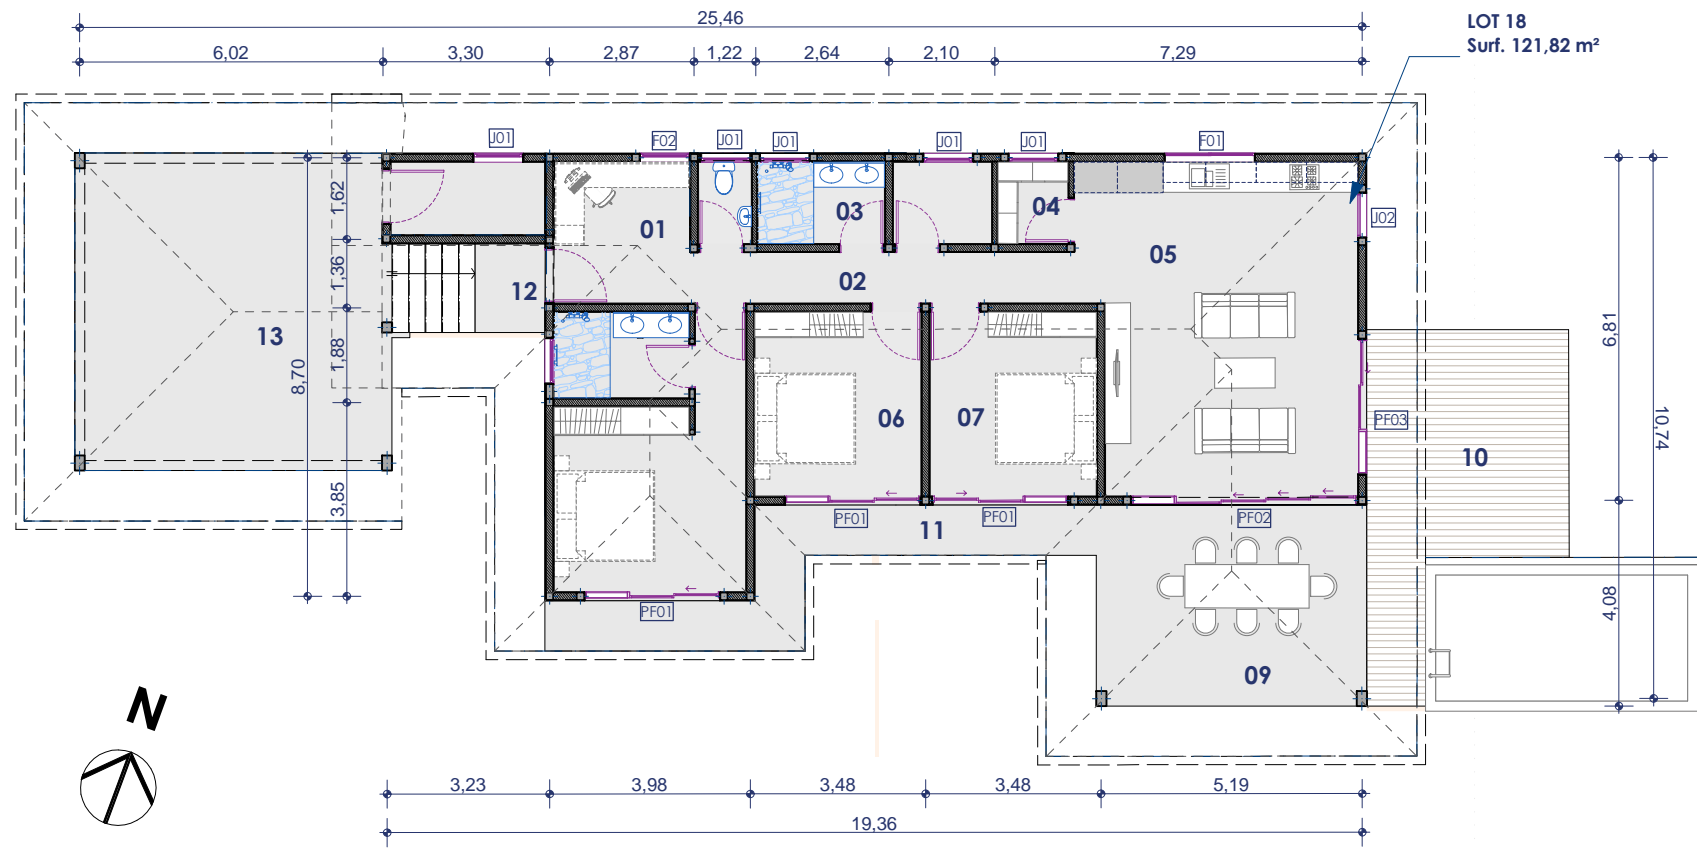 25,46
LOT 18
Surf. 121,82 m²
6,02
3,30
2,87
1,22
2,64
2,10
7,29
J01
F02
J01
J01
J01
J01
F01
1,62
01
03
04
J02
05
02
1,36
12
13
1,88
8,70
6,81
10,74
06
07
PF03
10
3,85
PF01
PF01
PF02
11
4,08
PF01
09
N
3,23
3,98
3,48
3,48
5,19
19,36